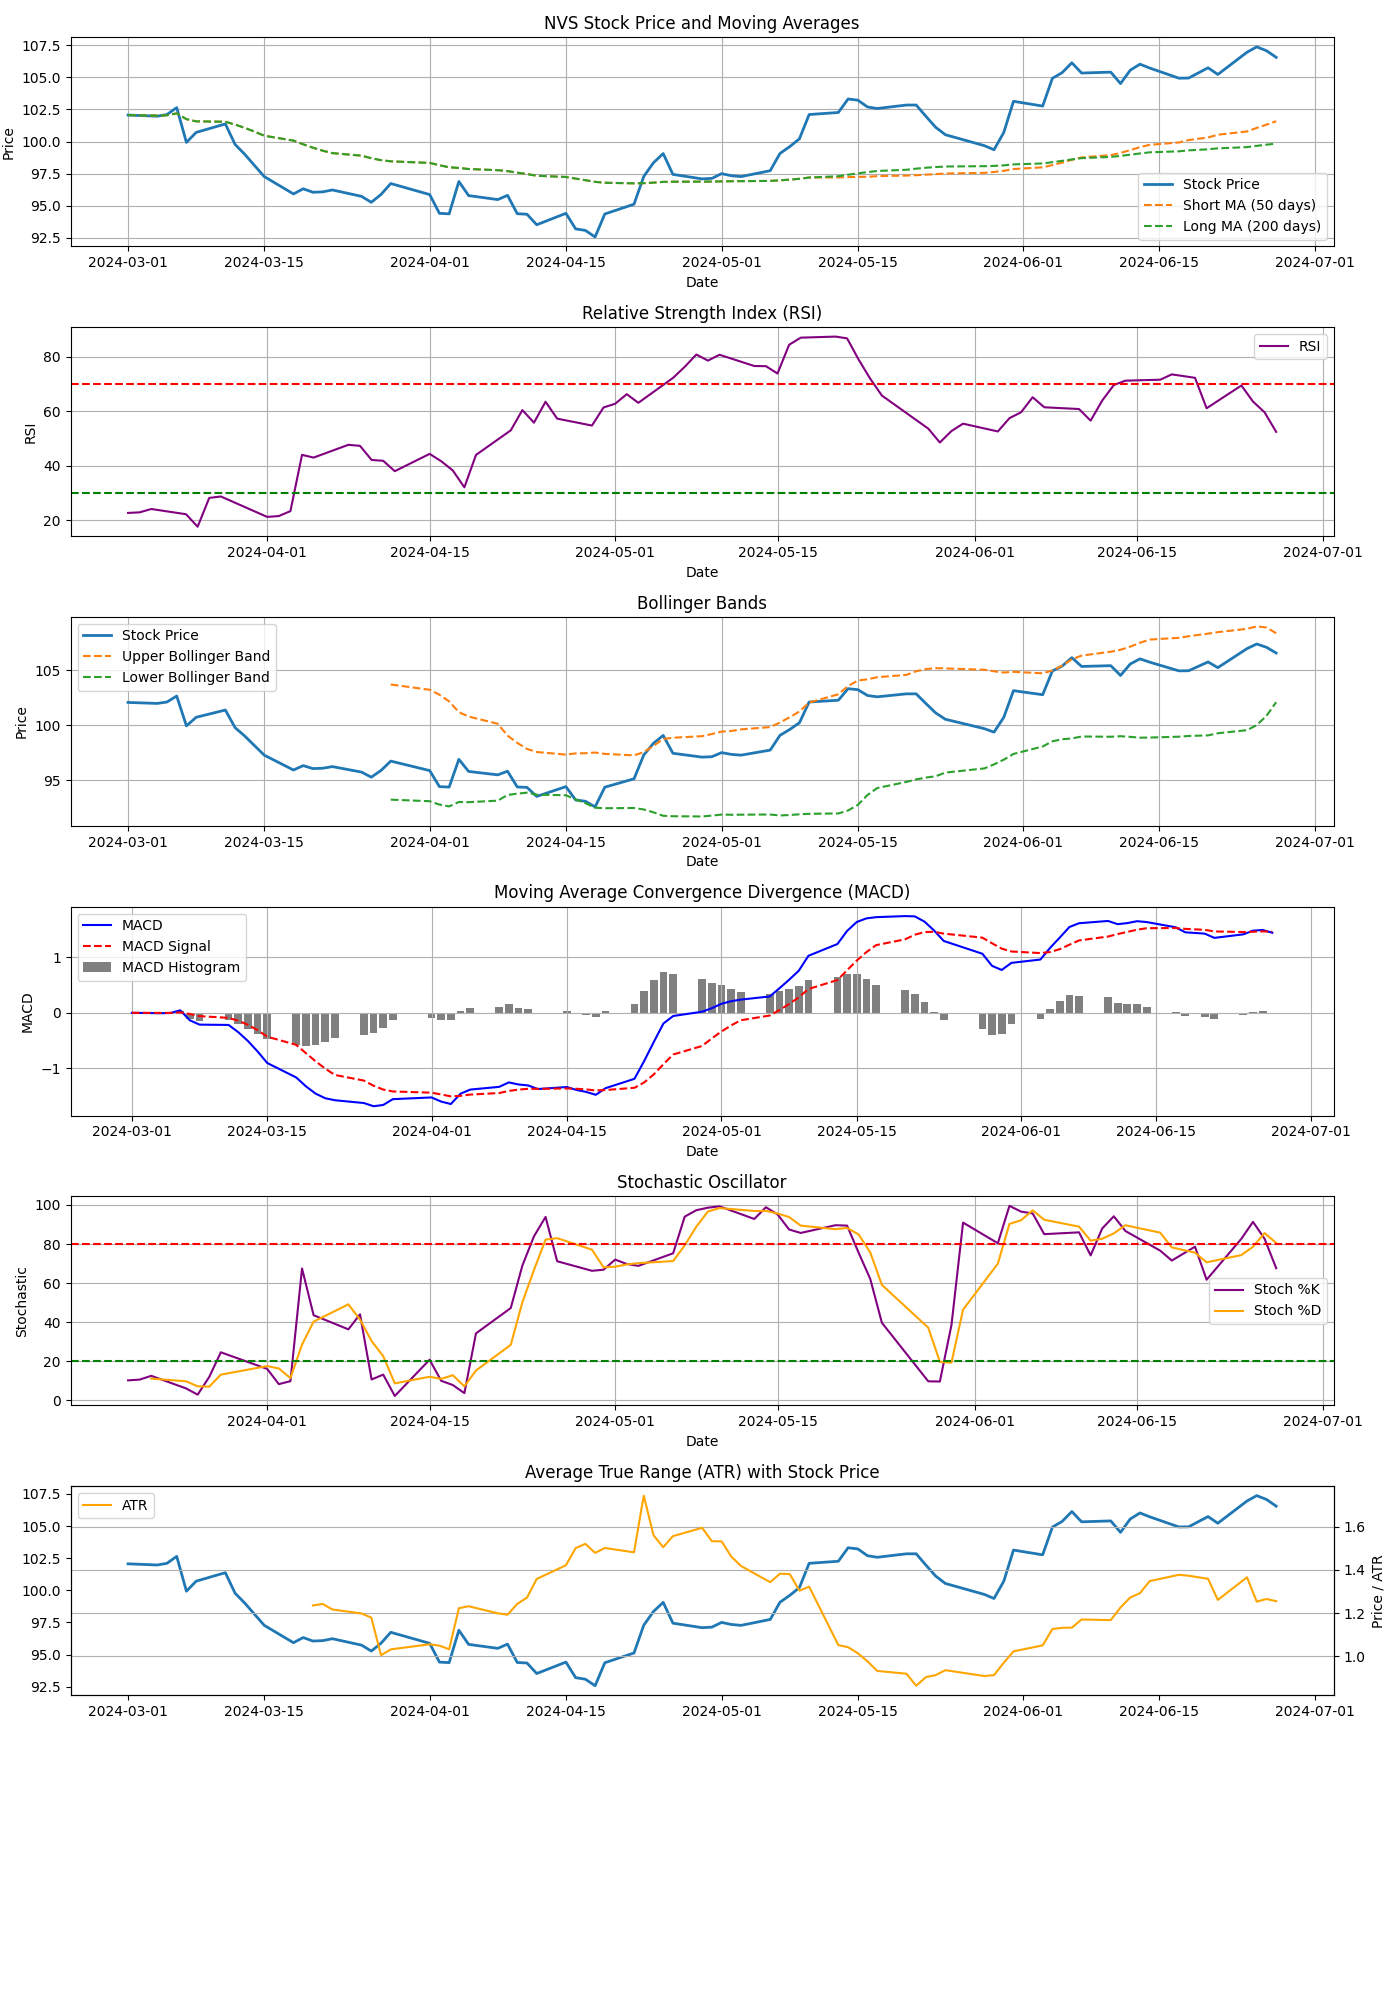 NVS Stock Price and Moving Averages
107.5
105.0
102.5
100.0
97.5
95.0
92.5
Price
Stock Price
Short MA (50 days)
Long MA (200 days)
2024-03-01 2024-03-15 2024-04-01 2024-04-15 2024-05-01 2024-05-15 2024-06-01 2024-06-15 2024-07-01
Date
Relative Strength Index (RSI)
RSI
80
60
40
20
RSI
2024-04-01 2024-04-15 2024-05-01 2024-05-15 2024-06-01 2024-06-15 2024-07-01
Date
Bollinger Bands
Stock Price
Upper Bollinger Band
Lower Bollinger Band
105
100
95
Price
2024-03-01 2024-03-15 2024-04-01 2024-04-15 2024-05-01 2024-05-15 2024-06-01 2024-06-15 2024-07-01
Date
Moving Average Convergence Divergence (MACD)
MACD
MACD Signal
MACD Histogram
1
0
−1
MACD
2024-03-01 2024-03-15 2024-04-01 2024-04-15 2024-05-01 2024-05-15 2024-06-01 2024-06-15 2024-07-01
Date
Stochastic Oscillator
100
80
60
40
20
0
Stochastic
Stoch %K
Stoch %D
2024-04-01 2024-04-15 2024-05-01 2024-05-15 2024-06-01 2024-06-15 2024-07-01
Date
Average True Range (ATR) with Stock Price
ATR
107.5
105.0
102.5
100.0
97.5
95.0
92.5
1.6
1.4
1.2
1.0
Price / ATR
2024-03-01 2024-03-15 2024-04-01 2024-04-15 2024-05-01 2024-05-15 2024-06-01 2024-06-15 2024-07-01